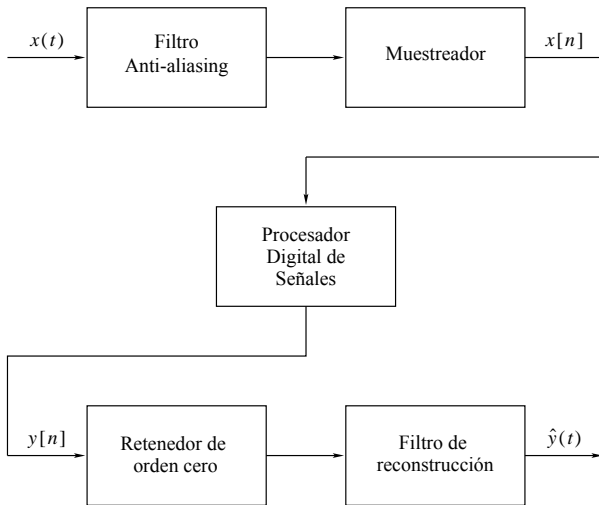 x(t)
Filtro
Anti-aliasing
Muestreador
x[n]
Procesador
Digital de
Señales
y[n]
Retenedor de
orden cero
Filtro de
reconstrucción
ŷ(t)